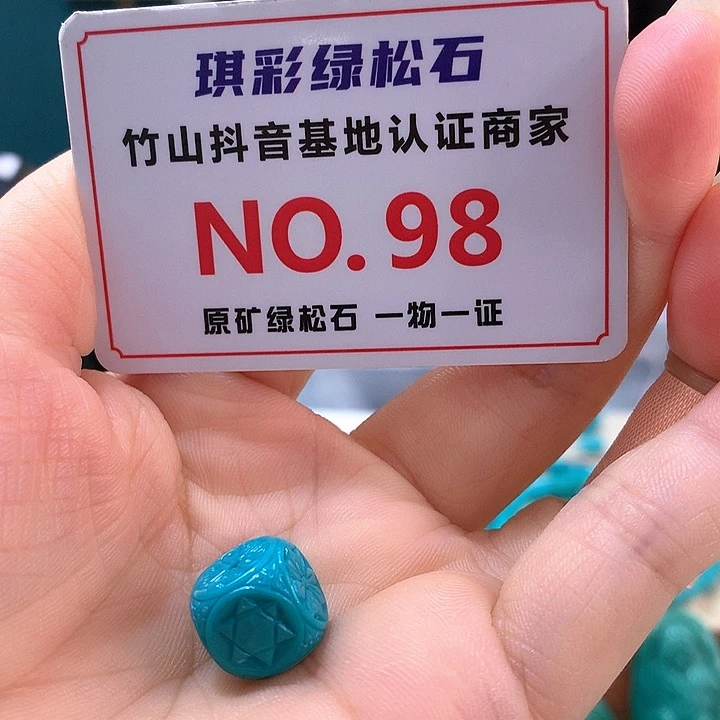 琪彩绿松石
竹山抖音基地认证商家
NO. 98
原矿绿松石 一物一证